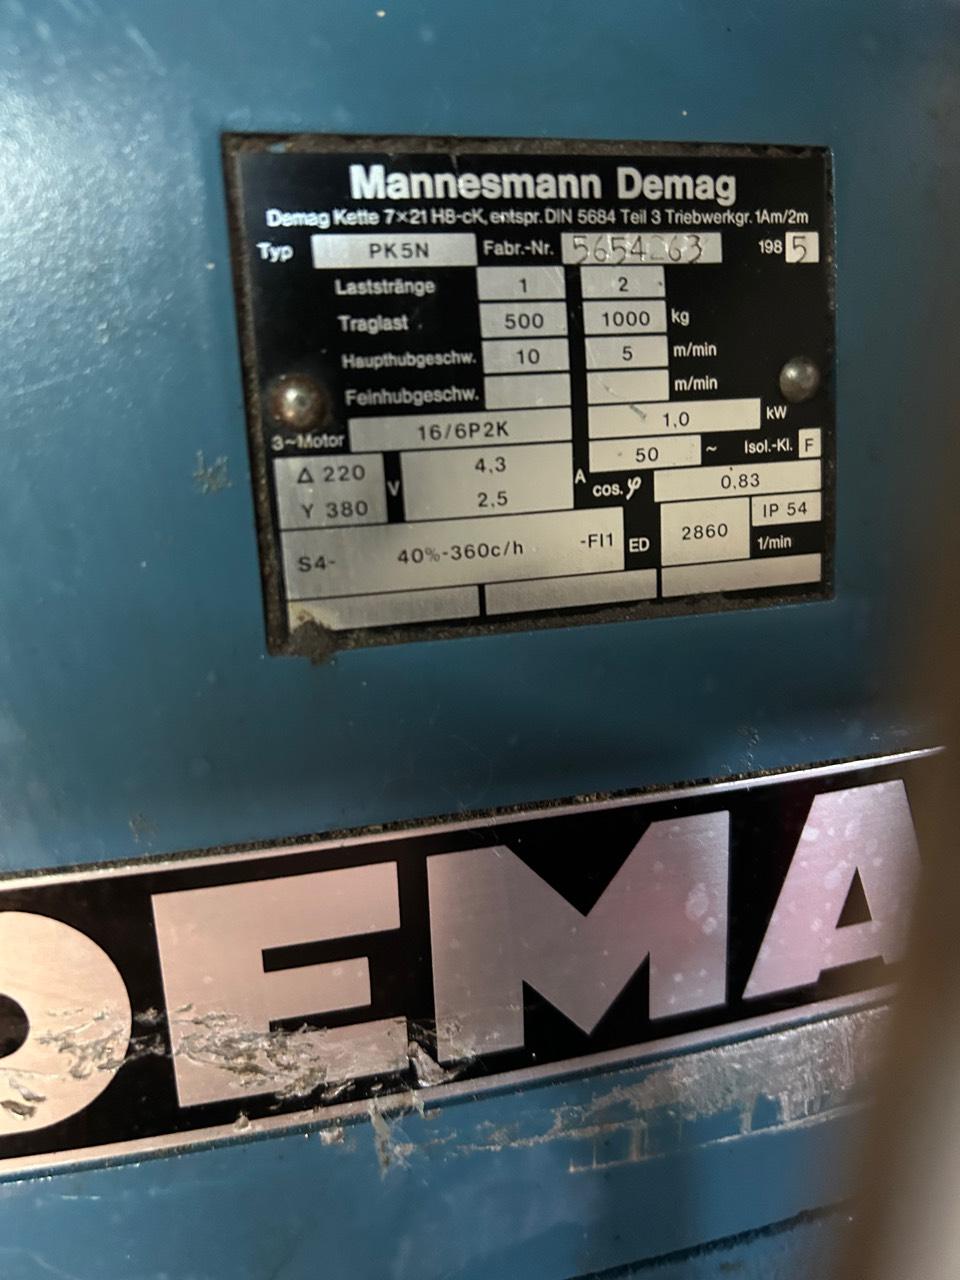 Mannesmann Demag
Demag Kette 7×21 H8-cK, entspr. DIN 5684 Teil 3 Triebwerkgr. 1Am/2m
Typ PK5N Fabr.-Nr. 5654263 198 5
Laststränge 1 2
Traglast 500 1000 kg
Haupthubgeschw. 10 5 m/min
Feinhubgeschw. m/min
3~Motor 16/6P2K 1,0 kW
Δ 220 V 4,3 A 50 ~ Isol.-Kl. F
Y 380 2,5 cos. φ 0,83
S4- 40%-360c/h -FI1 ED 2860 1/min IP 54
DEMA